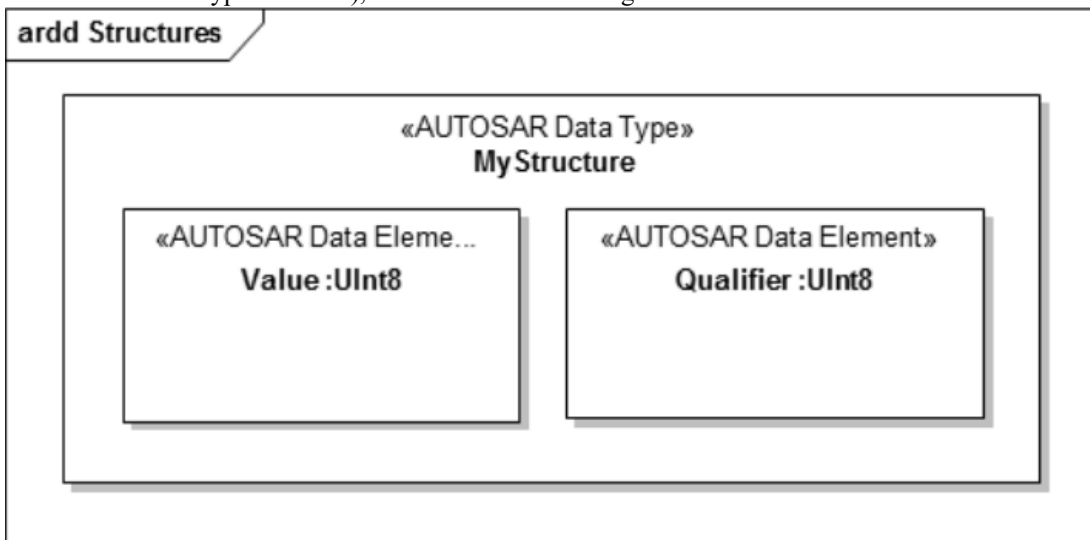 ardd Structures
«AUTOSAR Data Type»
MyStructure
«AUTOSAR Data Eleme...
Value :UInt8
«AUTOSAR Data Element»
Qualifier :UInt8